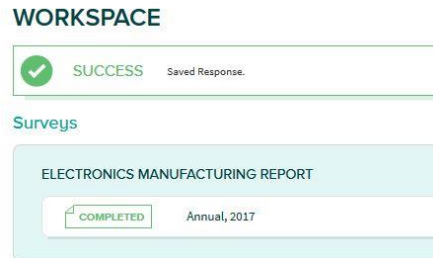 WORKSPACE
SUCCESS Saved Response.
Surveys
ELECTRONICS MANUFACTURING REPORT
COMPLETED Annual, 2017